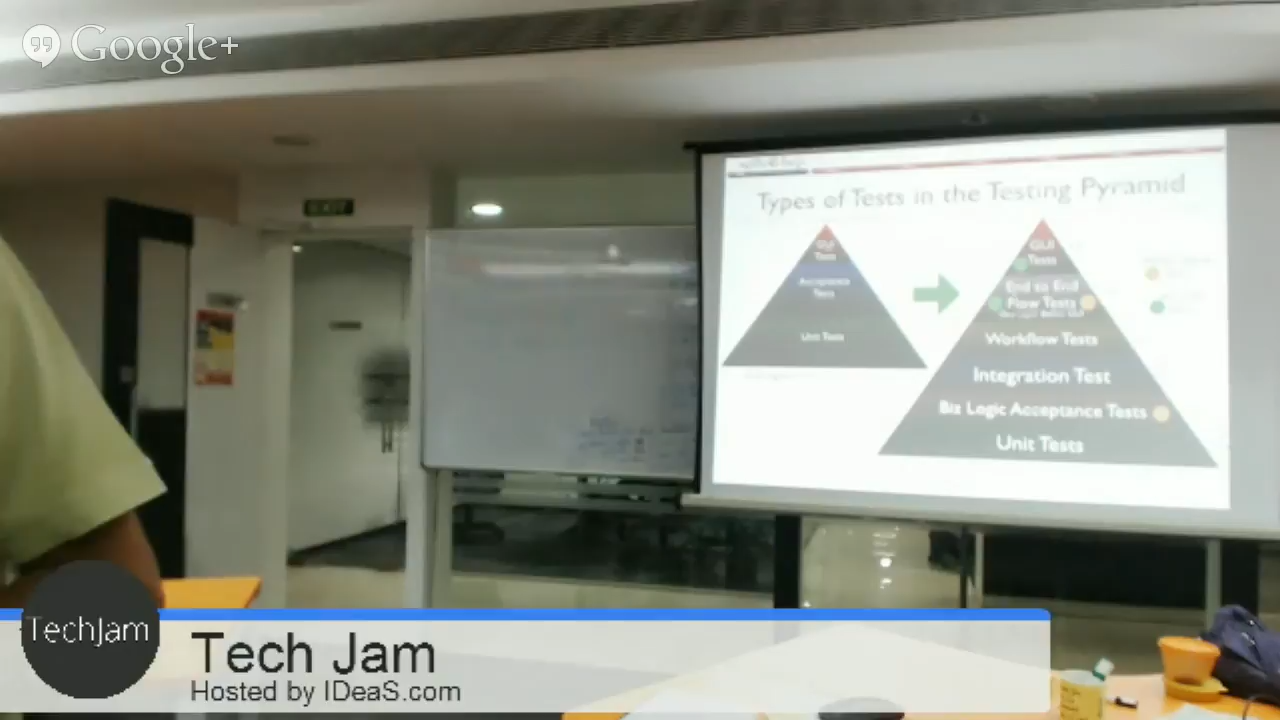 Google+
EXIT
Types of Tests in the Testing Pyramid
GUI
Tests
Acceptance
Tests
Unit Tests
GUI
Tests
End to End
Flow Tests
Workflow Tests
Integration Test
Biz Logic Acceptance Tests
Unit Tests
TechJam
Tech Jam
Hosted by IDeaS.com